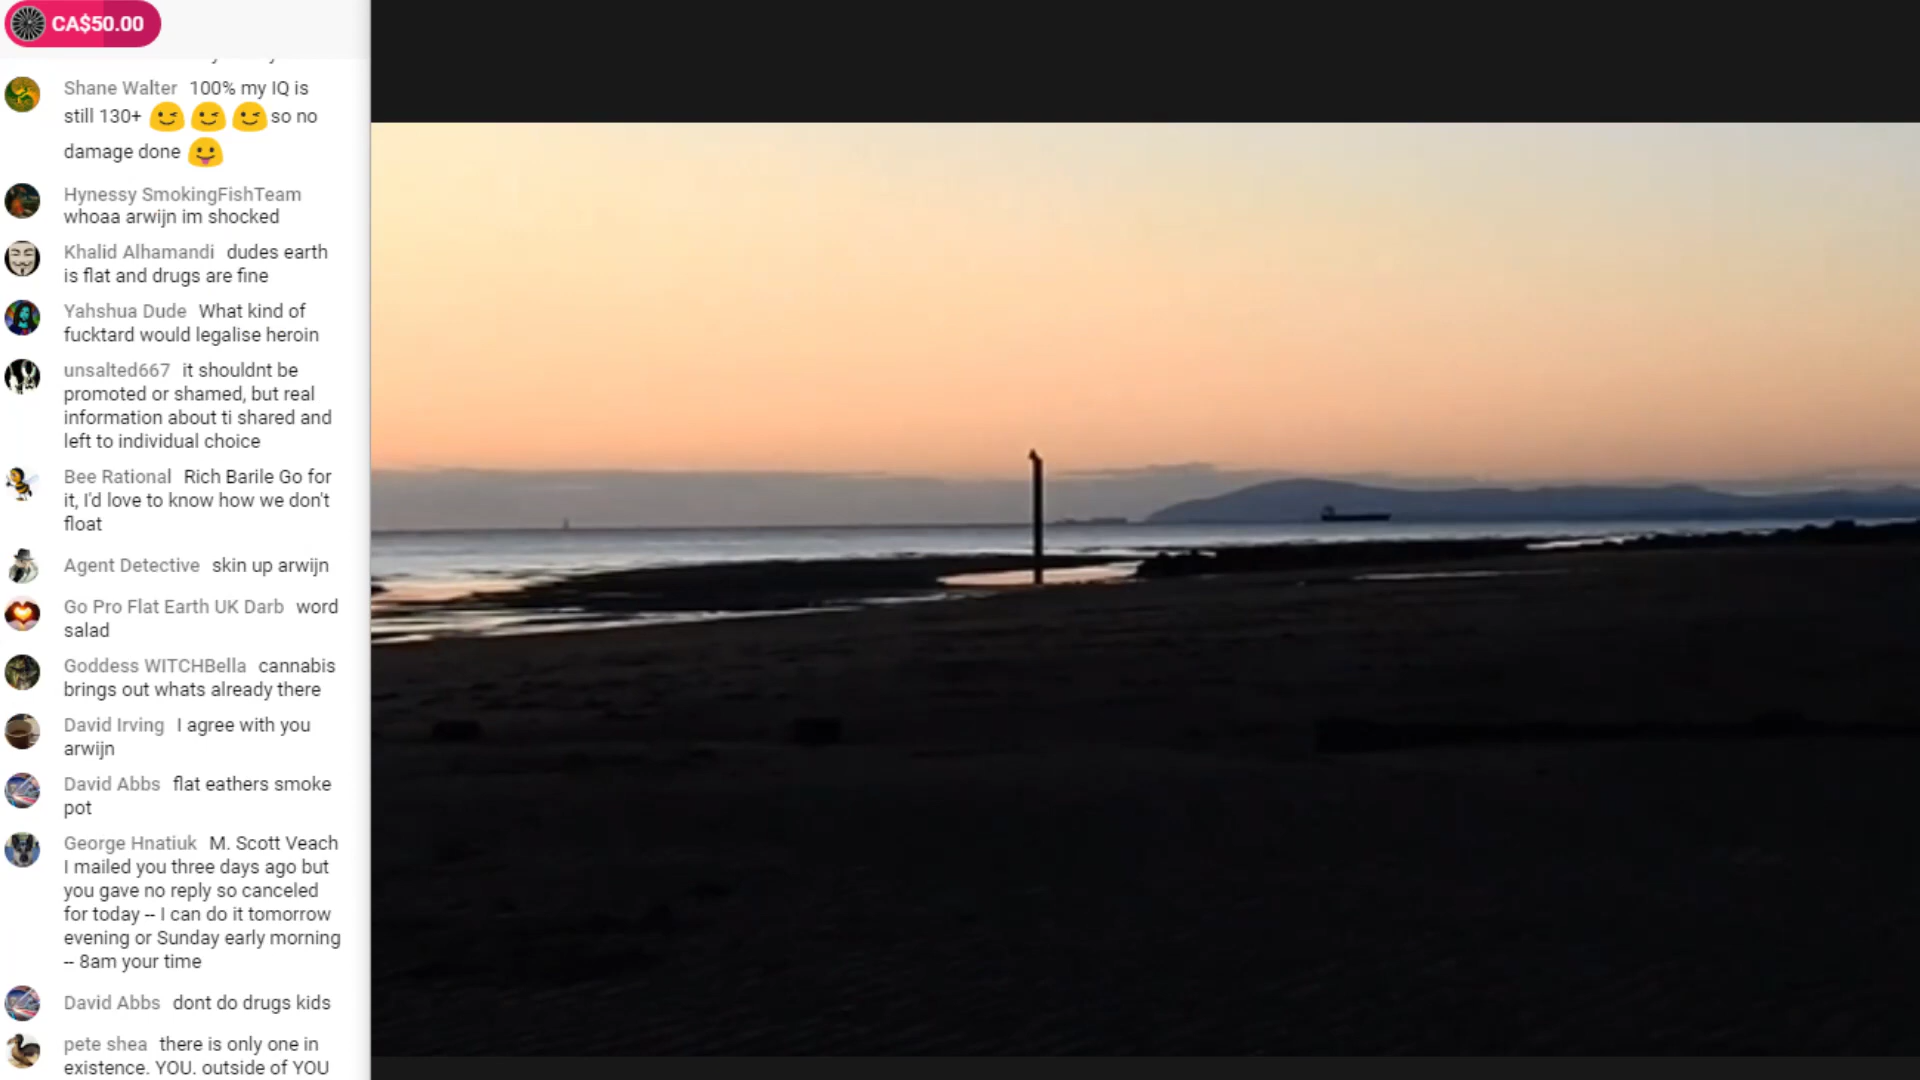 CA$50.00
Shane Walter 100% my IQ is
still 130+ so no
damage done
Hynessy SmokingFishTeam
whoaa arwijn im shocked
Khalid Alhamandi dudes earth
is flat and drugs are fine
Yahshua Dude What kind of
fucktard would legalise heroin
unsalted667 it shouldnt be
promoted or shamed, but real
information about ti shared and
left to individual choice
Bee Rational Rich Barile Go for
it, I'd love to know how we don't
float
Agent Detective skin up arwijn
Go Pro Flat Earth UK Darb word
salad
Goddess WITCHBella cannabis
brings out whats already there
David Irving I agree with you
arwijn
David Abbs flat eathers smoke
pot
George Hnatiuk M. Scott Veach
I mailed you three days ago but
you gave no reply so canceled
for today -- I can do it tomorrow
evening or Sunday early morning
-- 8am your time
David Abbs dont do drugs kids
pete shea there is only one in
existence. YOU. outside of YOU